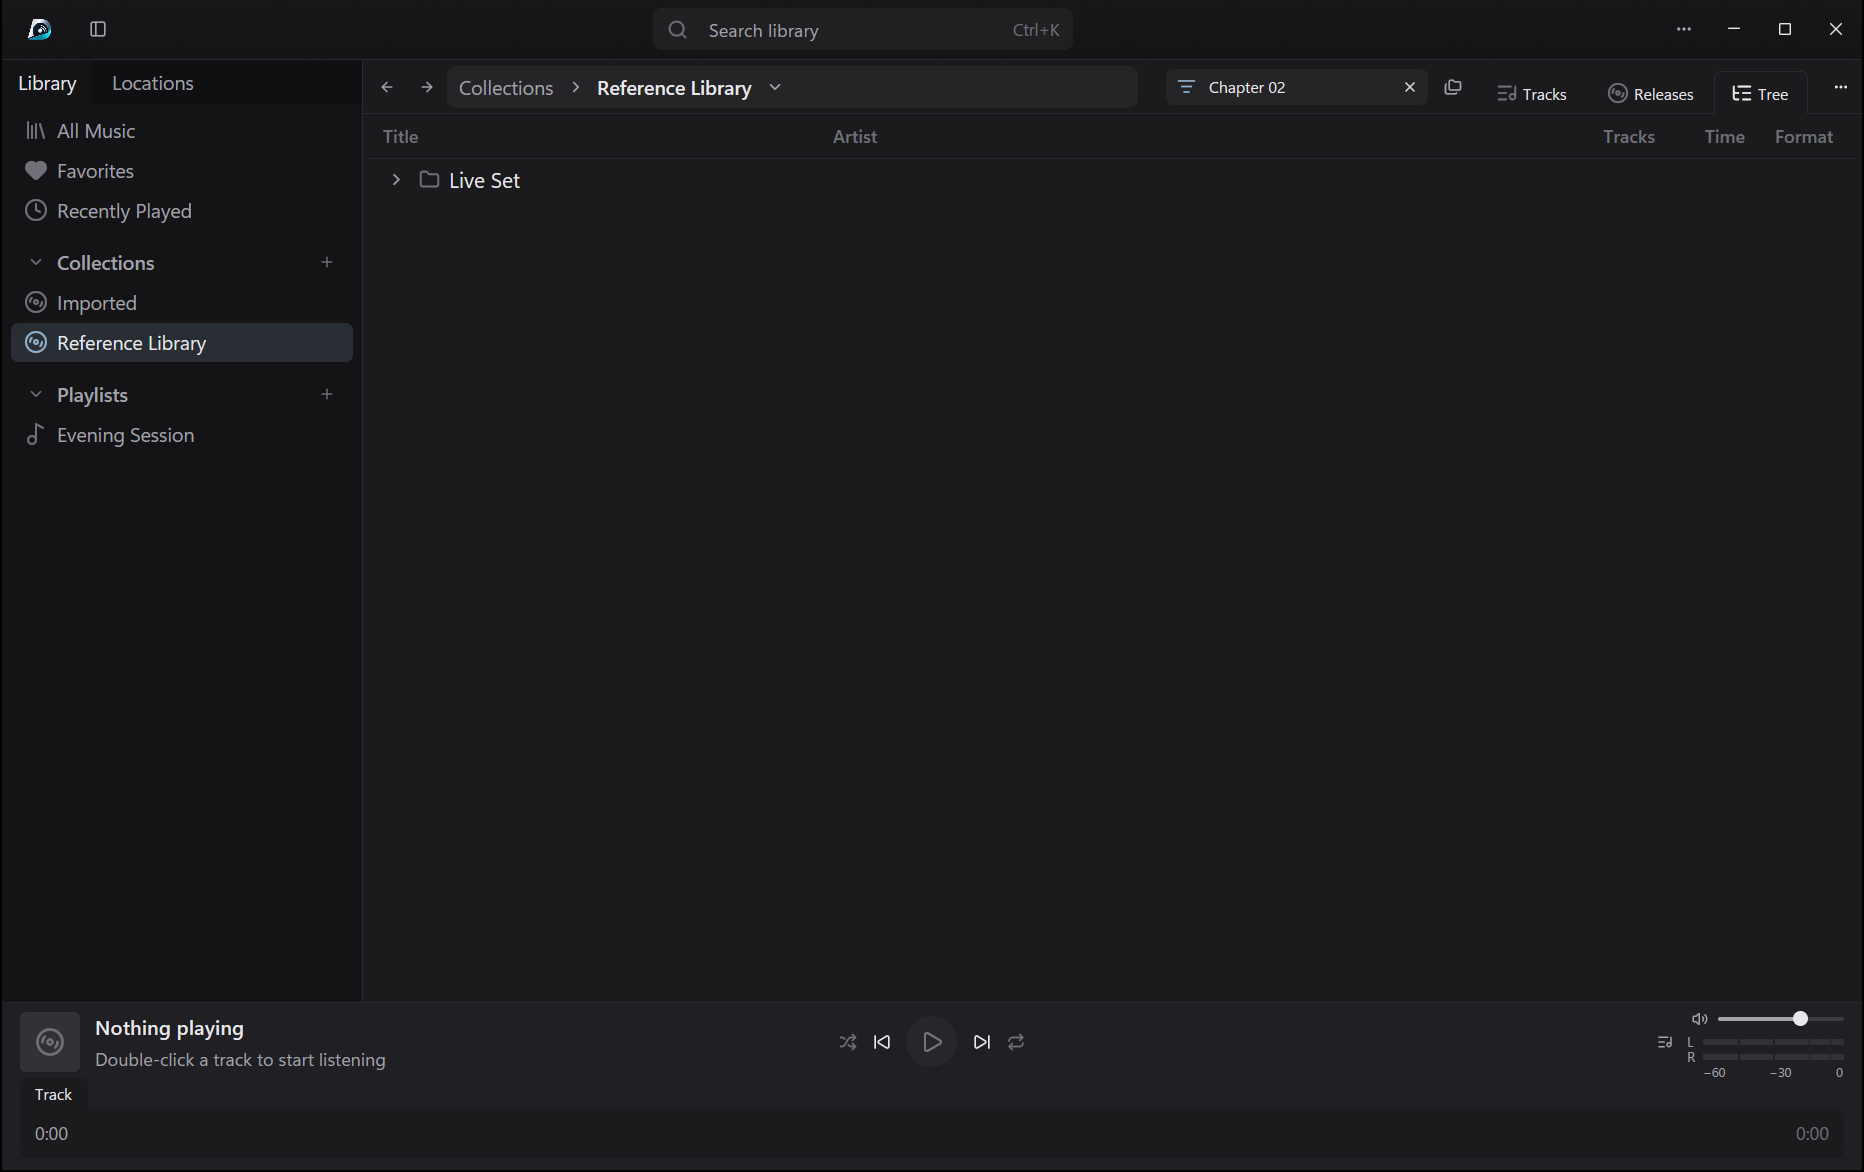 Search library
Ctrl+K
Library
Locations
All Music
Favorites
Recently Played
Collections
Imported
Reference Library
Playlists
Evening Session
Collections
Reference Library
Chapter 02
Tracks
Releases
Tree
Title
Artist
Tracks
Time
Format
Live Set
Nothing playing
Double-click a track to start listening
L
R
-60
-30
0
Track
0:00
0:00